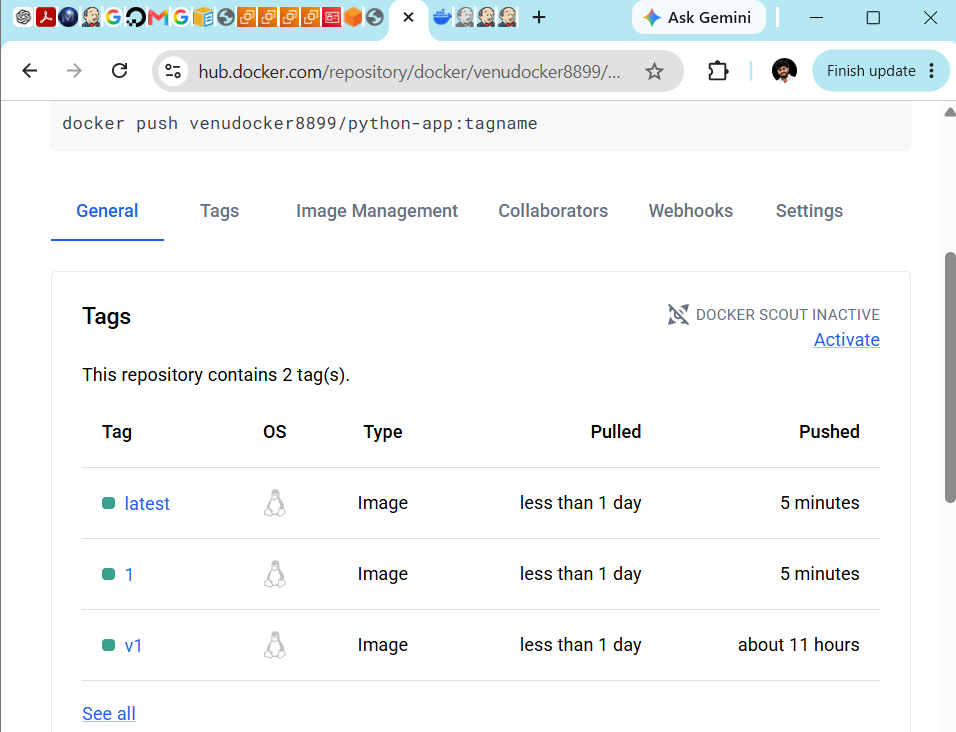 Ask Gemini
hub.docker.com/repository/docker/venudocker8899/...
Finish update
docker push venudocker8899/python-app:tagname
General Tags Image Management Collaborators Webhooks Settings
Tags
DOCKER SCOUT INACTIVE
Activate
This repository contains 2 tag(s).
Tag OS Type Pulled Pushed
latest Image less than 1 day 5 minutes
1 Image less than 1 day 5 minutes
v1 Image less than 1 day about 11 hours
See all